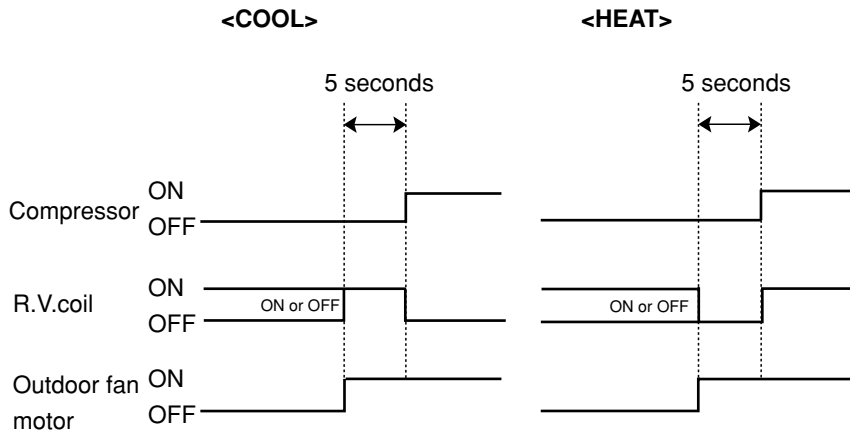 <COOL> <HEAT>
5 seconds 5 seconds
Compressor ON
OFF
R.V.coil ON
OFF
ON or OFF ON or OFF
Outdoor fan motor ON
OFF